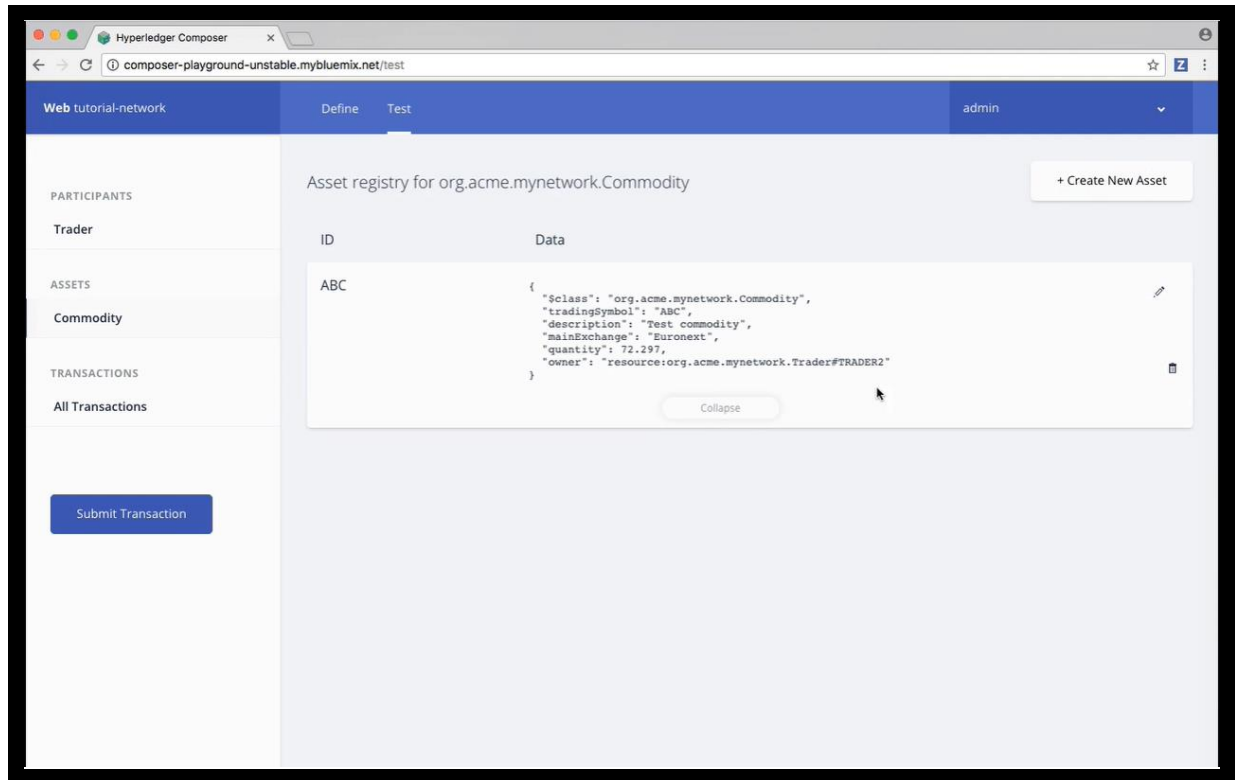 Hyperledger Composer
composer-playground-unstable.mybluemix.net/test
Z
Web tutorial-network
Define
Test
admin
PARTICIPANTS
Trader
ASSETS
Commodity
TRANSACTIONS
All Transactions
Submit Transaction
Asset registry for org.acme.mynetwork.Commodity
+ Create New Asset
ID
Data
ABC
{
"$class": "org.acme.mynetwork.Commodity",
"tradingSymbol": "ABC",
"description": "Test commodity",
"mainExchange": "Euronext",
"quantity": 72.297,
"owner": "resource:org.acme.mynetwork.Trader#TRADER2"
}
Collapse